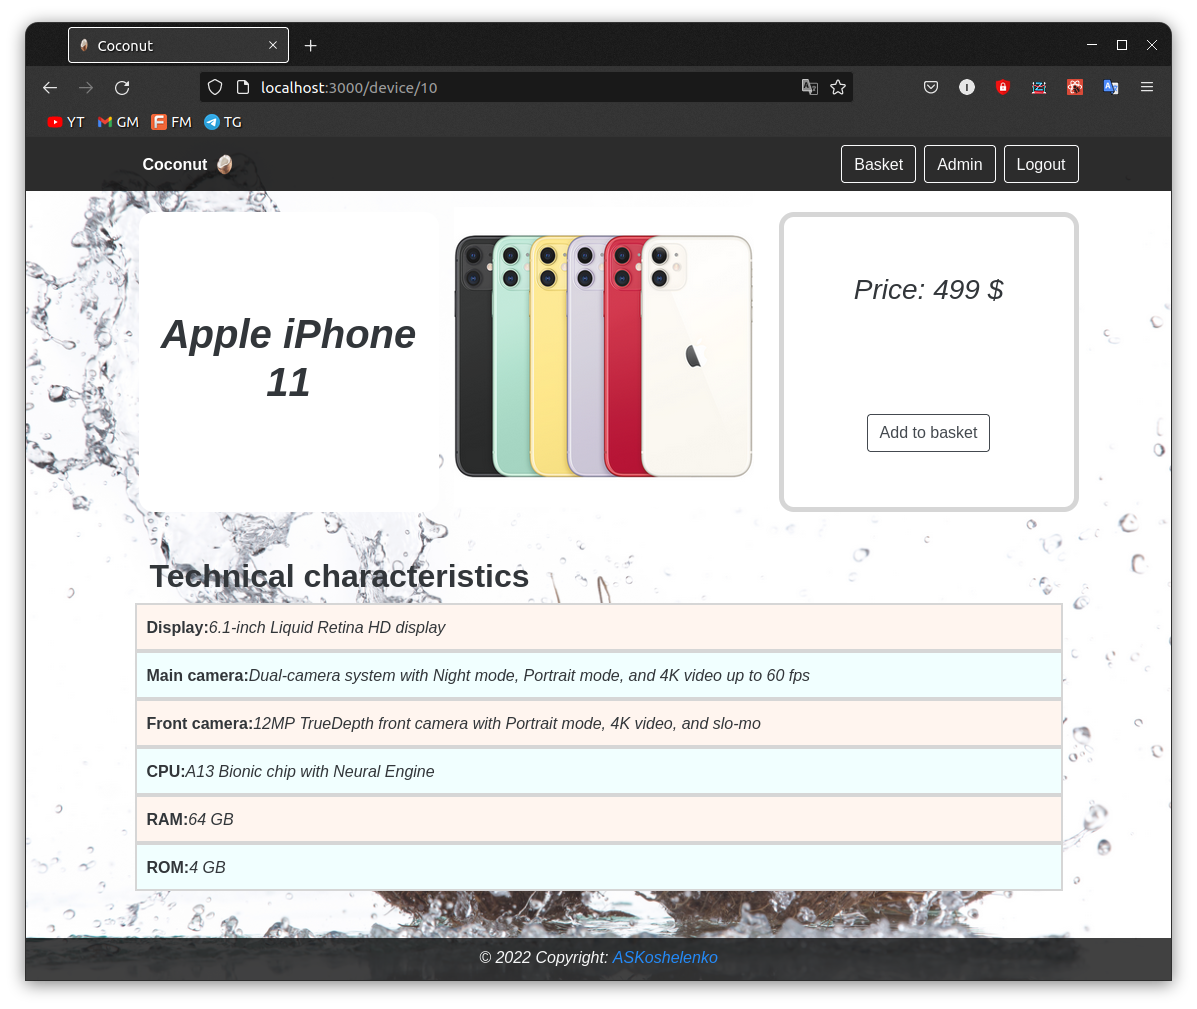 Coconut
localhost:3000/device/10
YT GM FM TG
Coconut Basket Admin Logout
Apple iPhone
11
Price: 499 $
Add to basket
Technical characteristics
Display:6.1-inch Liquid Retina HD display
Main camera:Dual-camera system with Night mode, Portrait mode, and 4K video up to 60 fps
Front camera:12MP TrueDepth front camera with Portrait mode, 4K video, and slo-mo
CPU:A13 Bionic chip with Neural Engine
RAM:64 GB
ROM:4 GB
© 2022 Copyright: ASKoshelenko